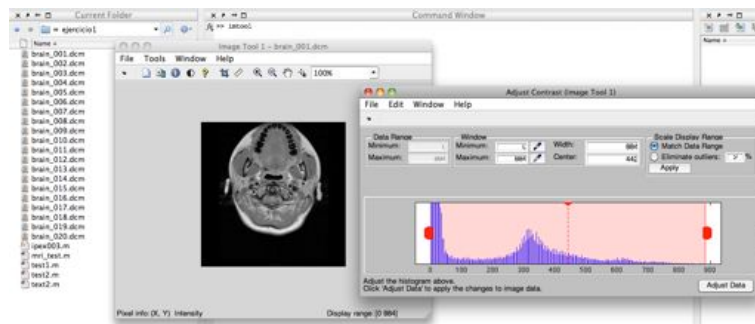 Current Folder
Command Window
« ejercicio1
>> imtool
Name
Name
brain_001.dcm
brain_002.dcm
brain_003.dcm
brain_004.dcm
brain_005.dcm
brain_006.dcm
brain_007.dcm
brain_008.dcm
brain_009.dcm
brain_010.dcm
brain_011.dcm
brain_012.dcm
brain_013.dcm
brain_014.dcm
brain_015.dcm
brain_016.dcm
brain_017.dcm
brain_018.dcm
brain_019.dcm
brain_020.dcm
ipex003.m
mri_test.m
test1.m
test2.m
text2.m
Image Tool 1 - brain_001.dcm
File Tools Window Help
100%
Pixel info: (X, Y) Intensity
Display range: [0 884]
Adjust Contrast (Image Tool 1)
File Edit Window Help
Data Range
Window
Scale Display Range
Minimum:
Minimum:
Width: 884
Match Data Range
Maximum: 884
Maximum: 884
Center: 442
Eliminate outliers: %
Apply
0 100 200 300 400 500 600 700 800 900
Adjust the histogram above.
Click 'Adjust Data' to apply the changes to image data.
Adjust Data